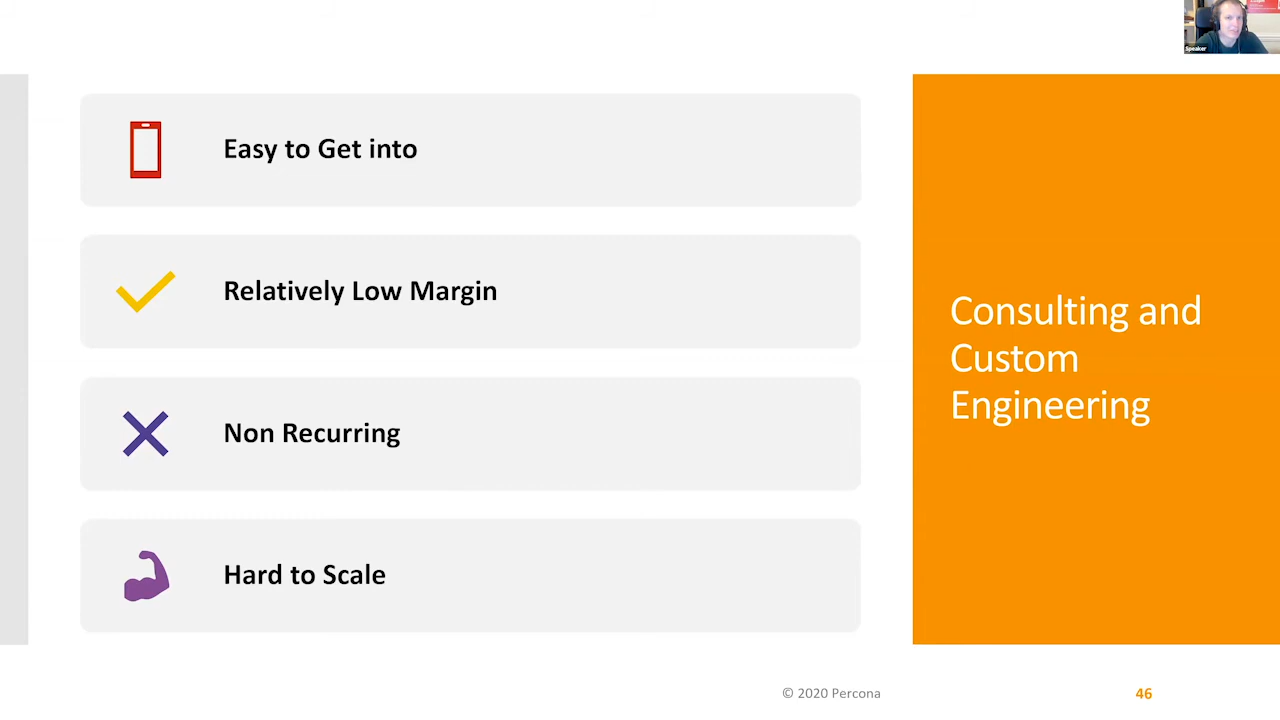 Speaker
Easy to Get into
Relatively Low Margin
Non Recurring
Hard to Scale
Consulting and
Custom
Engineering
© 2020 Percona
46